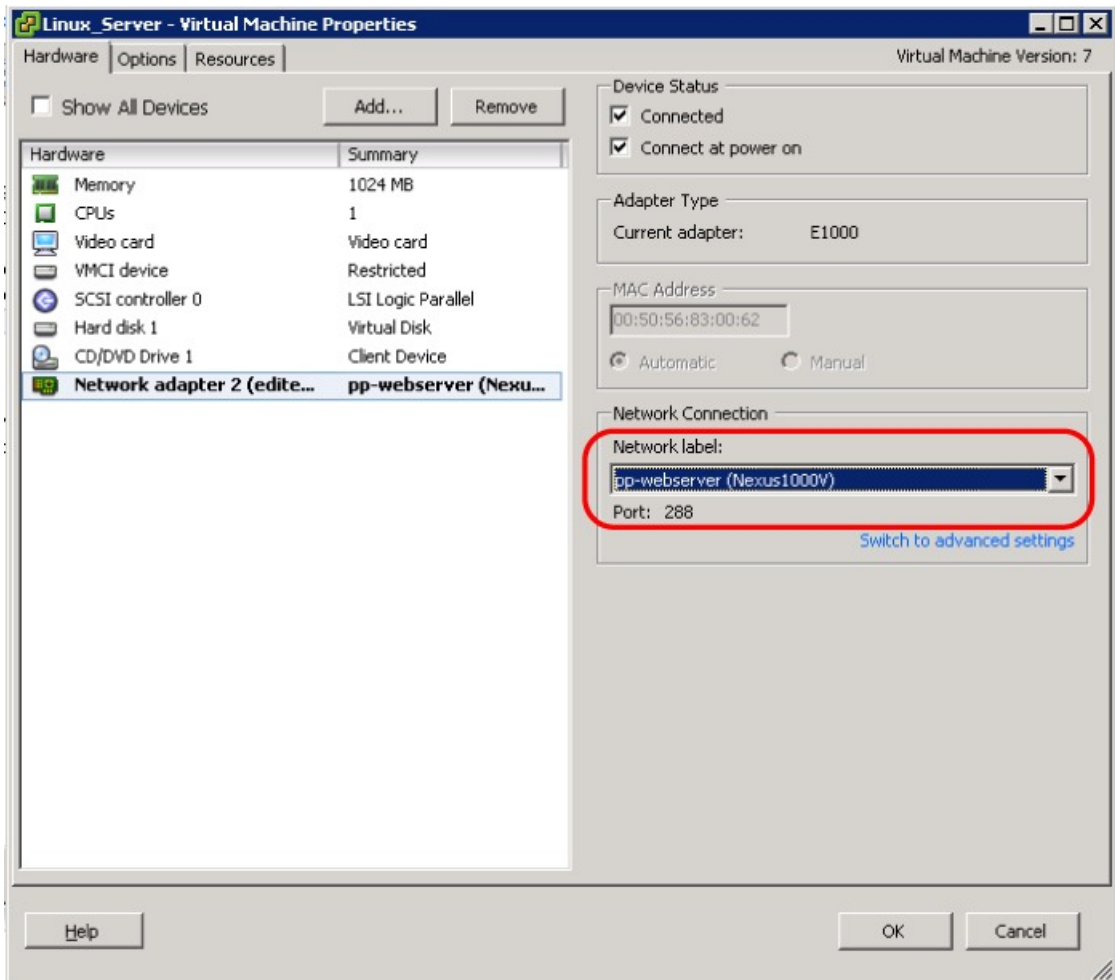 Linux_Server - Virtual Machine Properties
Hardware Options Resources Virtual Machine Version: 7
Show All Devices Add... Remove
Hardware Summary
Memory 1024 MB
CPUs 1
Video card Video card
VMCI device Restricted
SCSI controller 0 LSI Logic Parallel
Hard disk 1 Virtual Disk
CD/DVD Drive 1 Client Device
Network adapter 2 (edite... pp-webserver (Nexu...
Device Status
Connected
Connect at power on
Adapter Type
Current adapter: E1000
MAC Address
00:50:56:83:00:62
Automatic Manual
Network Connection
Network label:
pp-webserver (Nexus1000V)
Port: 288
Switch to advanced settings
Help OK Cancel